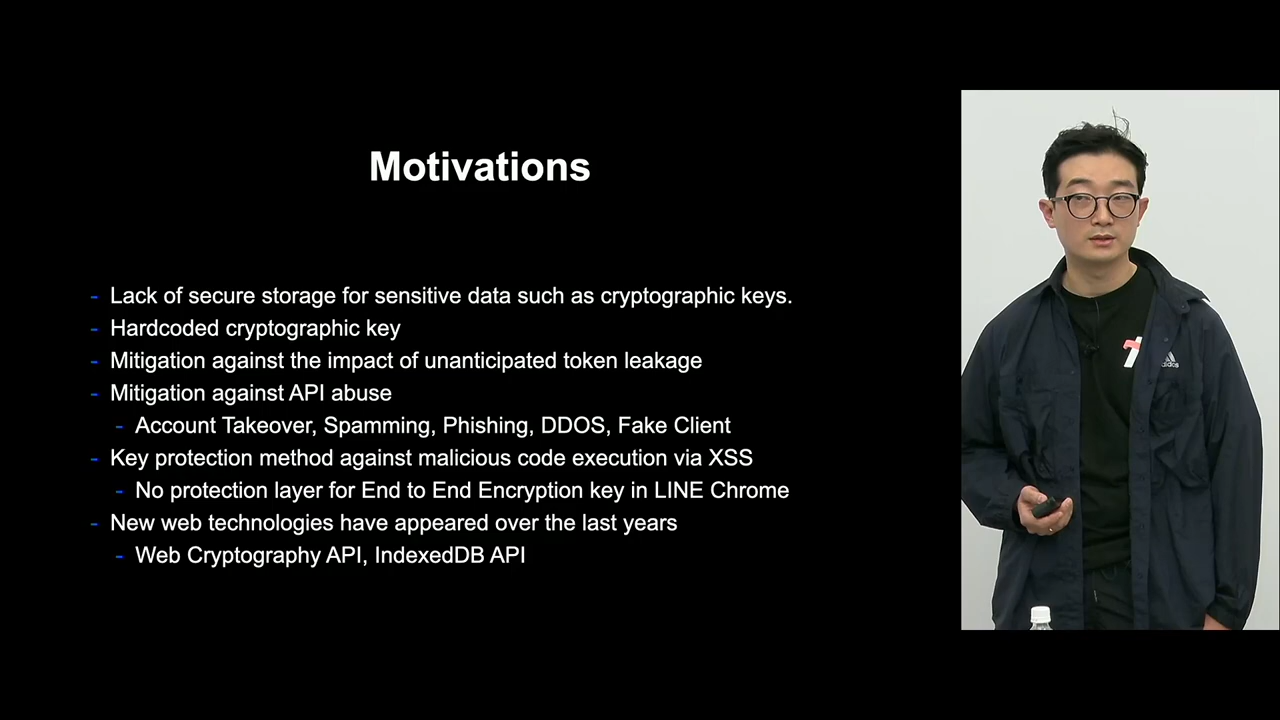 Motivations
- Lack of secure storage for sensitive data such as cryptographic keys.
- Hardcoded cryptographic key
- Mitigation against the impact of unanticipated token leakage
- Mitigation against API abuse
- Account Takeover, Spamming, Phishing, DDOS, Fake Client
- Key protection method against malicious code execution via XSS
- No protection layer for End to End Encryption key in LINE Chrome
- New web technologies have appeared over the last years
- Web Cryptography API, IndexedDB API
adidas